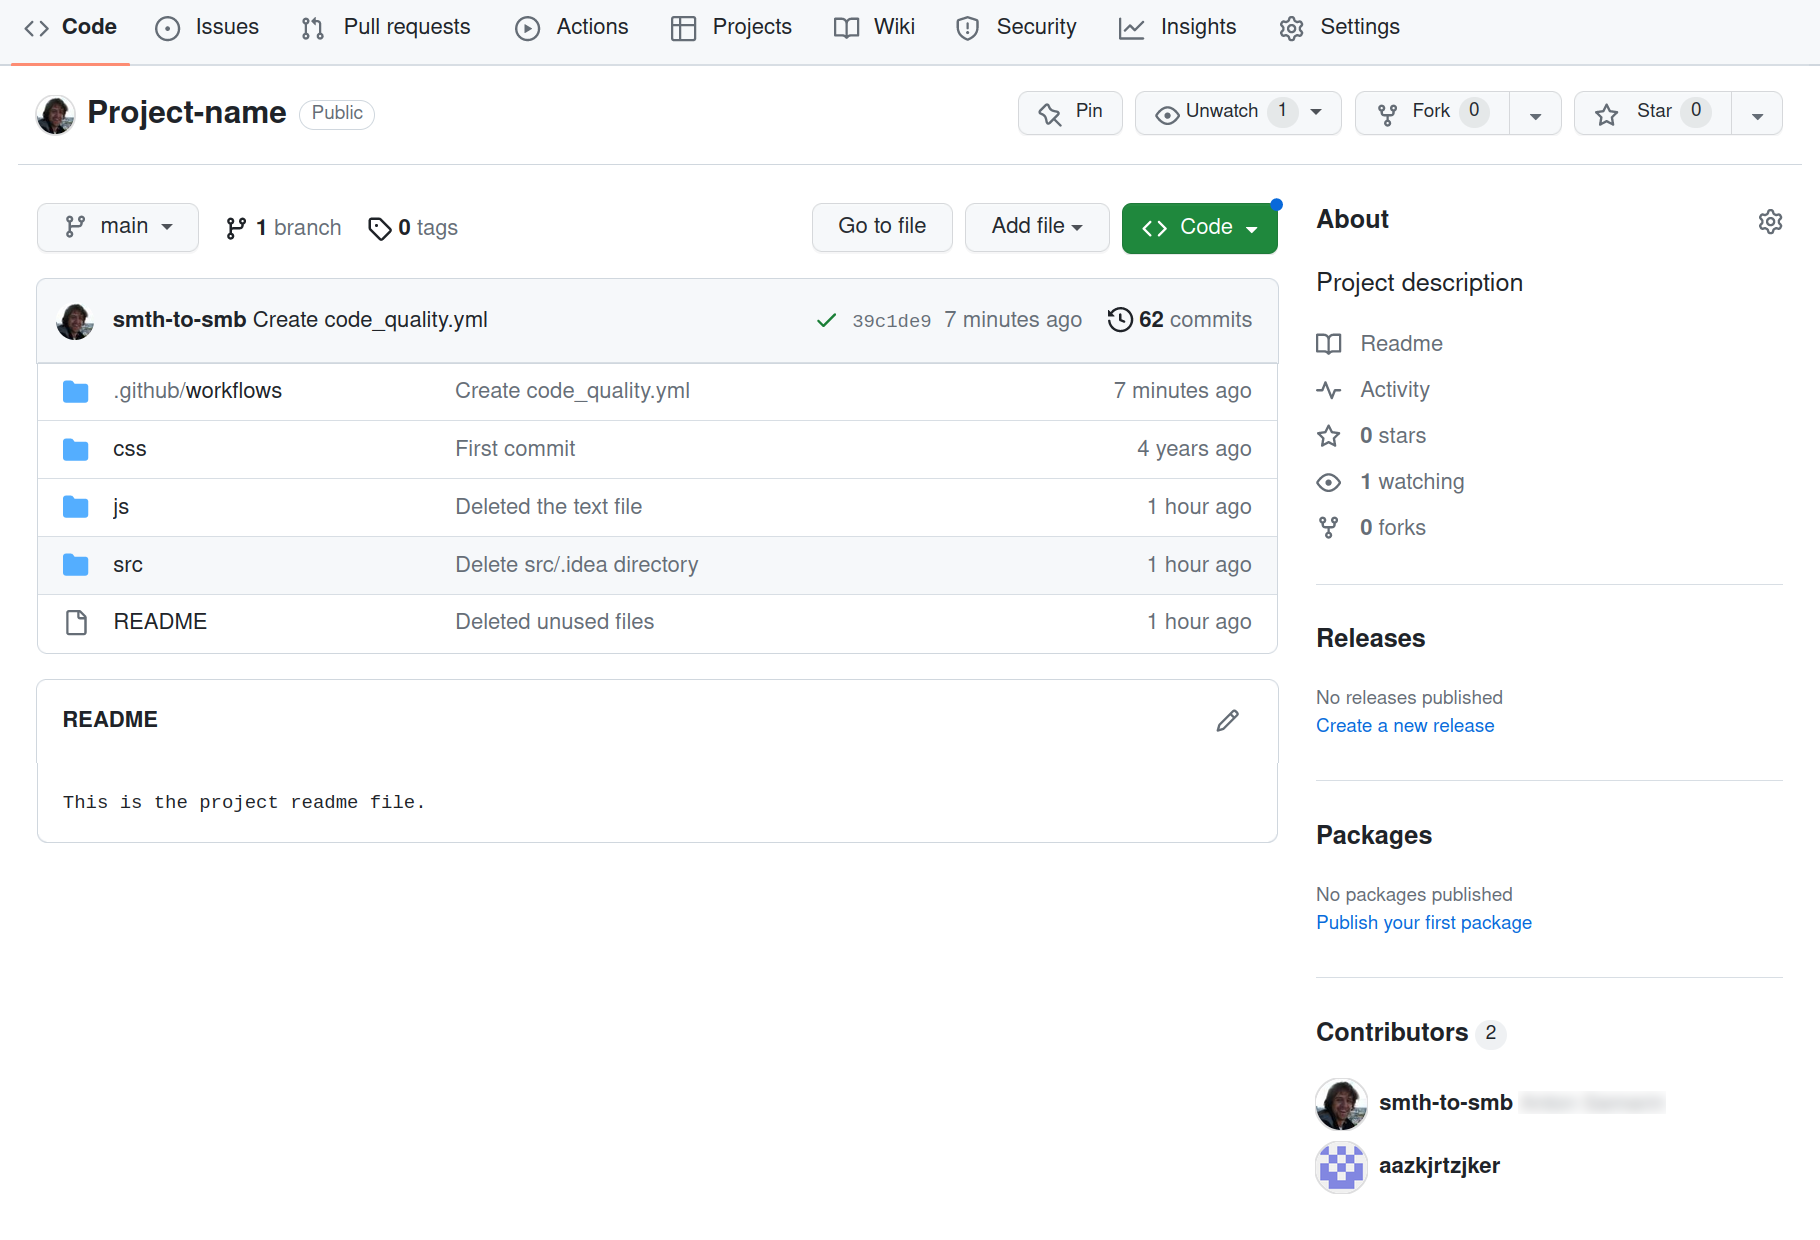 Code Issues Pull requests Actions Projects Wiki Security Insights Settings
Project-name Public Pin Unwatch 1 Fork 0 Star 0
main 1 branch 0 tags Go to file Add file Code
smth-to-smb Create code_quality.yml 39c1de9 7 minutes ago 62 commits
.github/workflows Create code_quality.yml 7 minutes ago
css First commit 4 years ago
js Deleted the text file 1 hour ago
src Delete src/.idea directory 1 hour ago
README Deleted unused files 1 hour ago
README
This is the project readme file.
About
Project description
Readme
Activity
0 stars
1 watching
0 forks
Releases
No releases published
Create a new release
Packages
No packages published
Publish your first package
Contributors 2
smth-to-smb
aazkjrtzjker